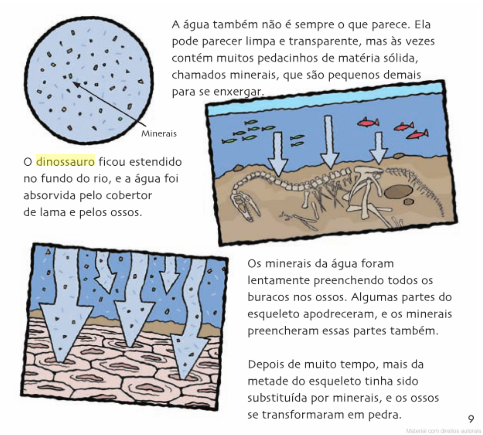 A água também não é sempre o que parece. Ela
pode parecer limpa e transparente, mas às vezes
contém muitos pedacinhos de matéria sólida,
chamados minerais, que são pequenos demais
para se enxergar.
Minerais
O dinossauro ficou estendido
no fundo do rio, e a água foi
absorvida pelo cobertor
de lama e pelos ossos.
Os minerais da água foram
lentamente preenchendo todos os
buracos nos ossos. Algumas partes do
esqueleto apodreceram, e os minerais
preencheram essas partes também.
Depois de muito tempo, mais da
metade do esqueleto tinha sido
substituída por minerais, e os ossos
se transformaram em pedra.
9
Material com direitos autorais